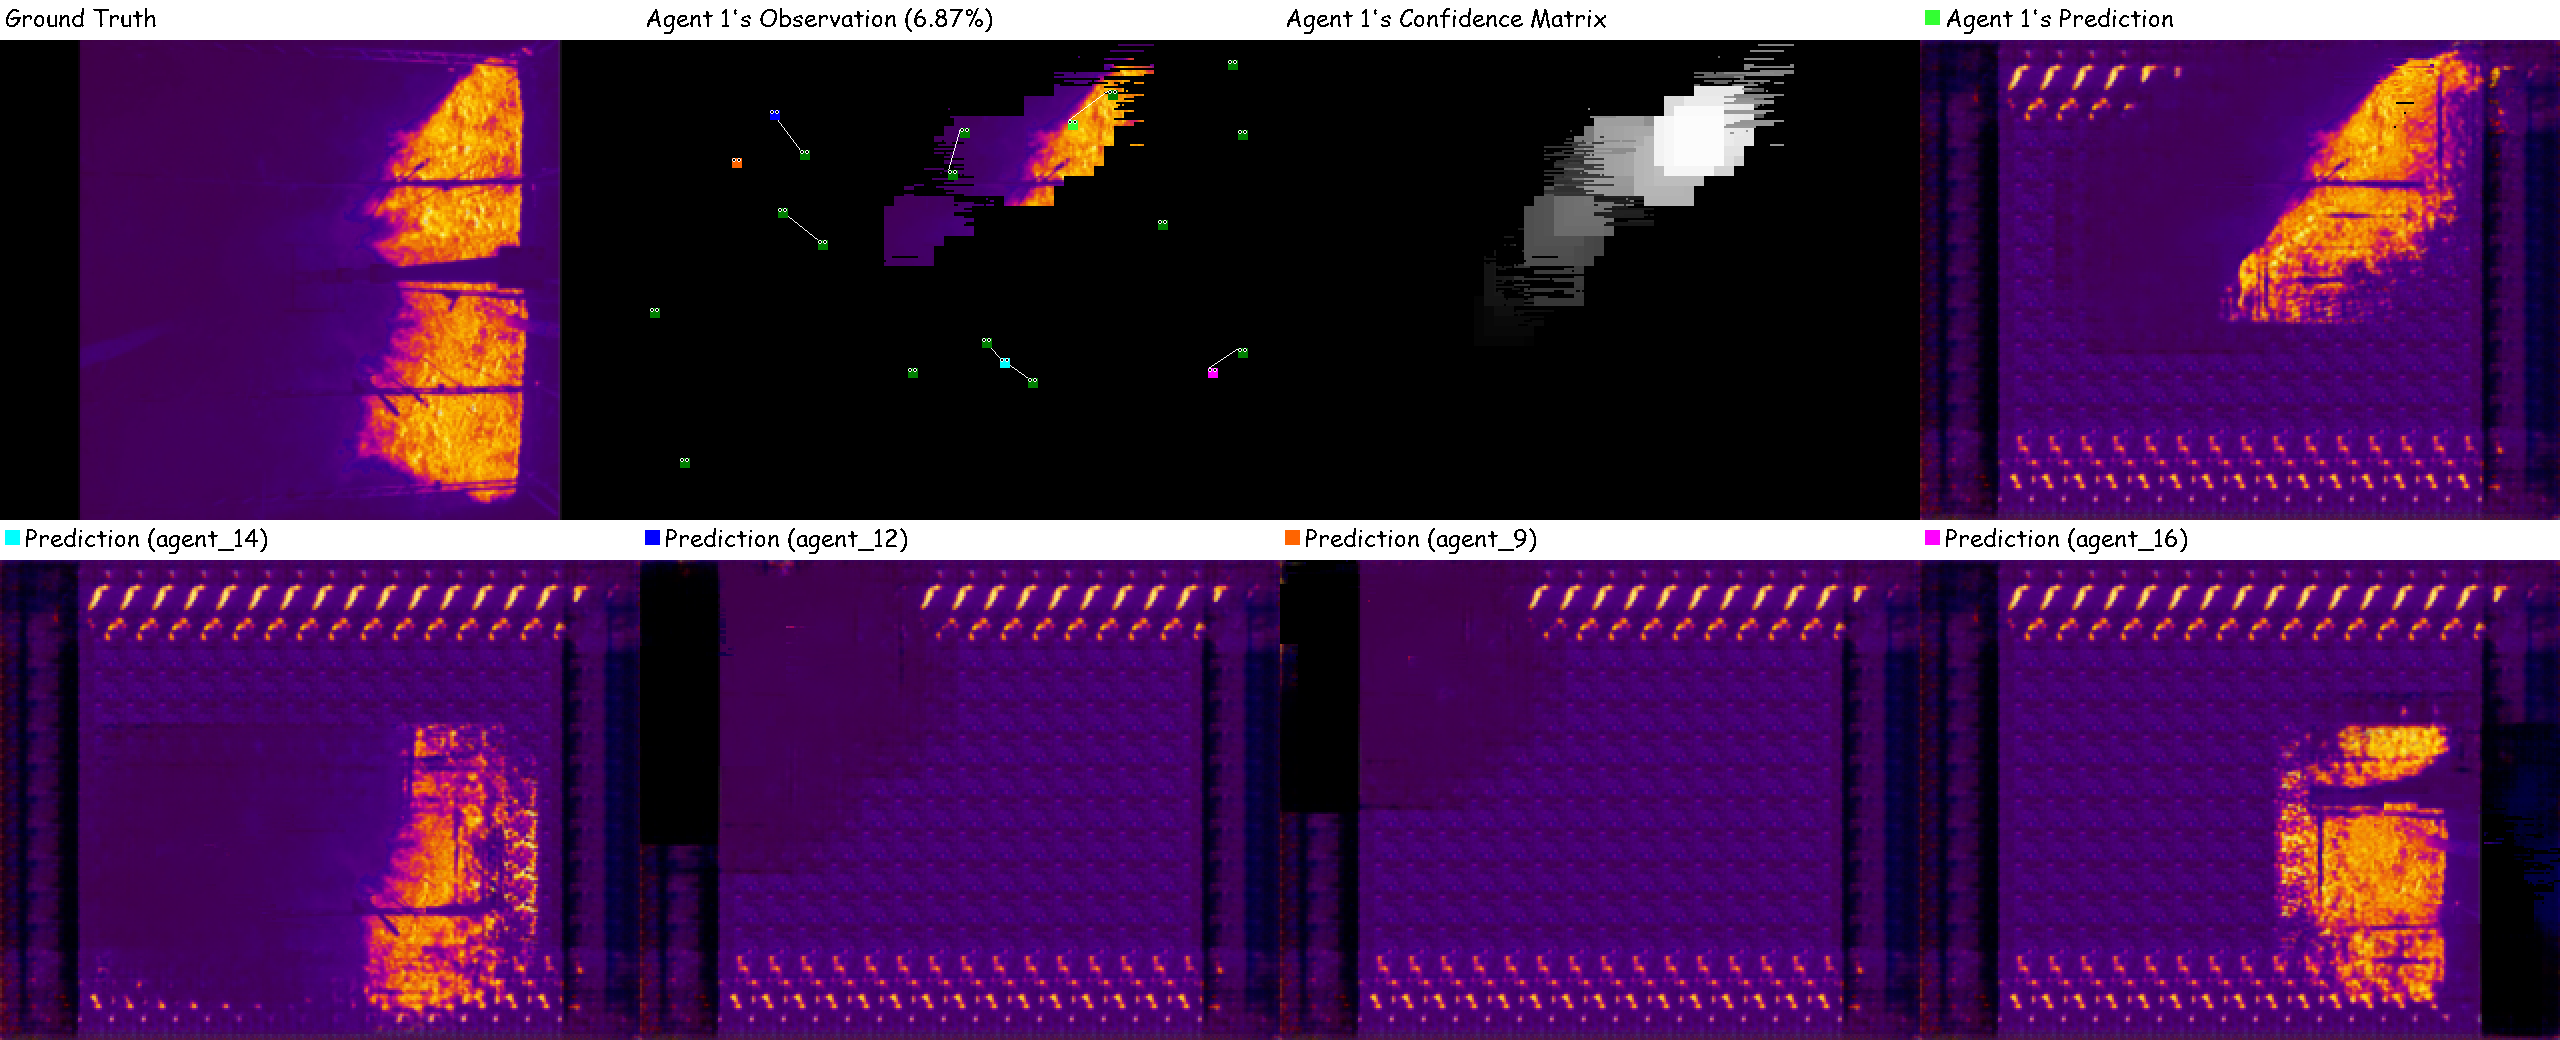 Ground Truth
Agent 1's Observation (6.87%)
Agent 1's Confidence Matrix
Agent 1's Prediction
Prediction (agent_14)
Prediction (agent_12)
Prediction (agent_9)
Prediction (agent_16)